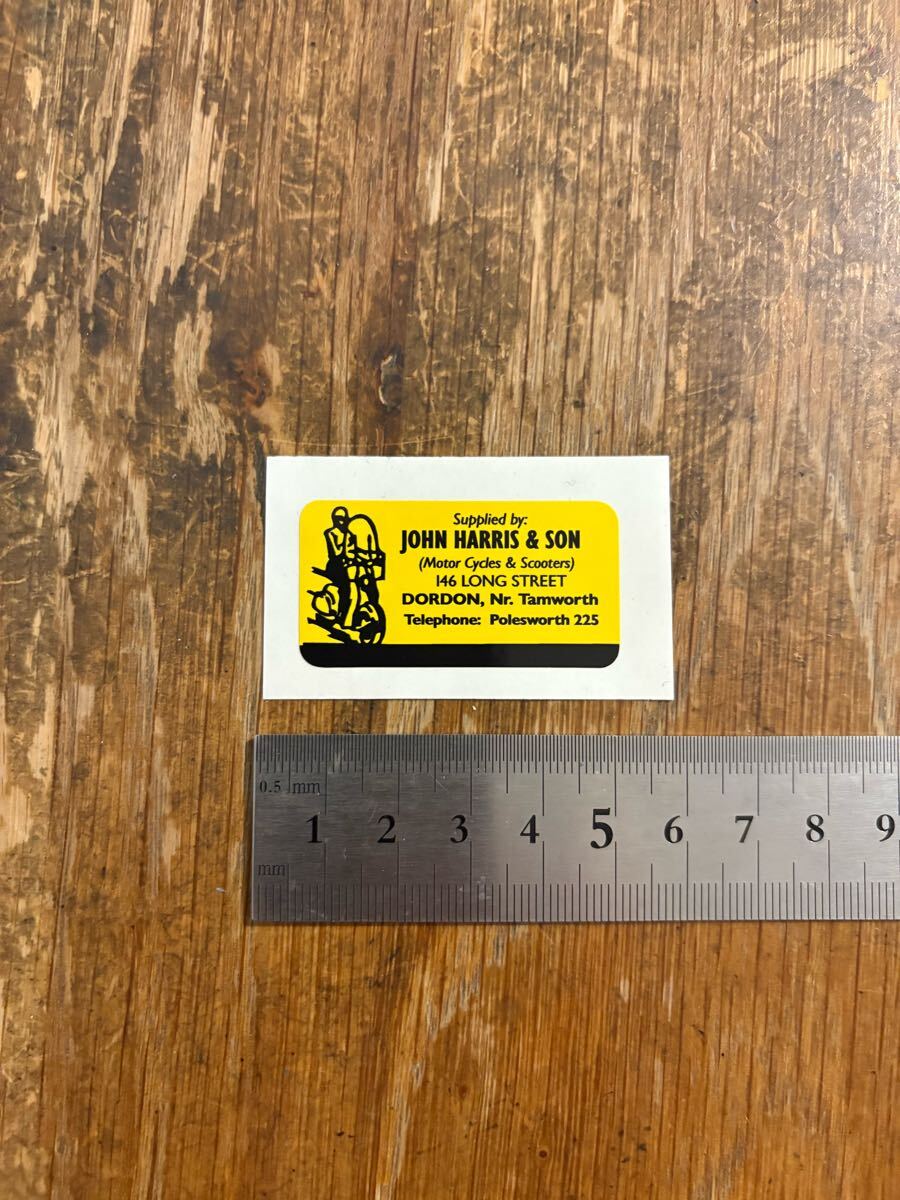 Supplied by:
JOHN HARRIS & SON
(Motor Cycles & Scooters)
146 LONG STREET
DORDON, Nr. Tamworth
Telephone: Polesworth 225
0.5 mm
1 2 3 4 5 6 7 8 9
mm